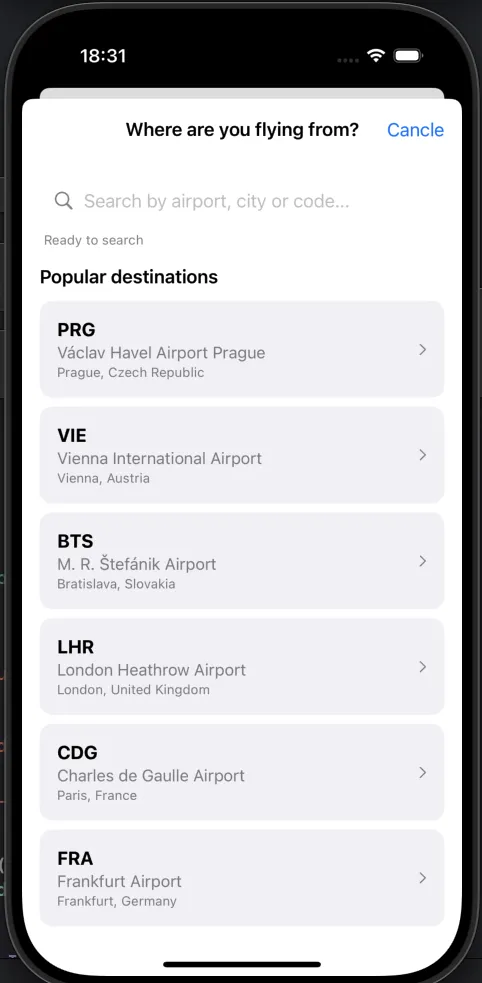 18:31
Where are you flying from?
Cancle
Search by airport, city or code...
Ready to search
Popular destinations
PRG
Václav Havel Airport Prague
Prague, Czech Republic
VIE
Vienna International Airport
Vienna, Austria
BTS
M. R. Štefánik Airport
Bratislava, Slovakia
LHR
London Heathrow Airport
London, United Kingdom
CDG
Charles de Gaulle Airport
Paris, France
FRA
Frankfurt Airport
Frankfurt, Germany